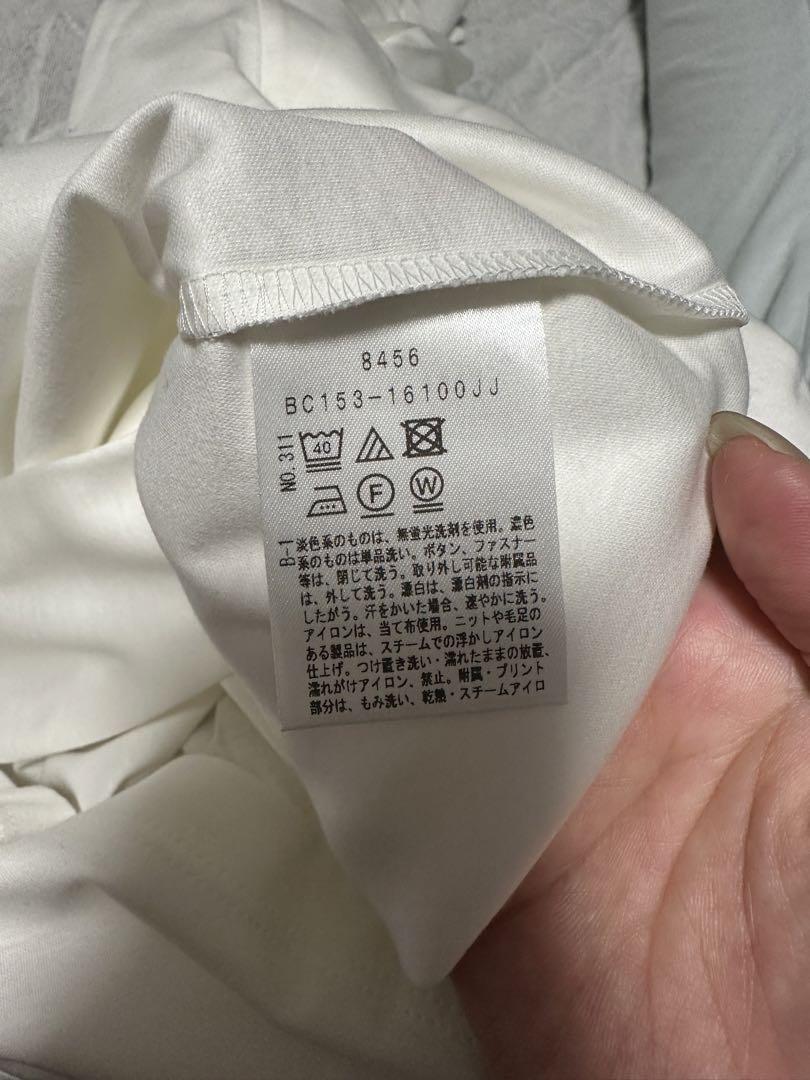 8456
BC153-16100JJ
NO.311
40
F
W
B-1
淡色系のものは、無蛍光洗剤を使用。濃色
系のものは単品洗い。ボタン、ファスナー
等は、閉じて洗う。取り外し可能な附属品
は、外して洗う。漂白は、漂白剤の指示に
したがう。汗をかいた場合、速やかに洗う。
アイロンは、当て布使用。ニットや毛足の
ある製品は、スチームでの浮かしアイロン
仕上げ。つけ置き洗い・濡れたままの放置、
濡れがけアイロン、禁止。附属・プリント
部分は、もみ洗い、乾熱・スチームアイロ